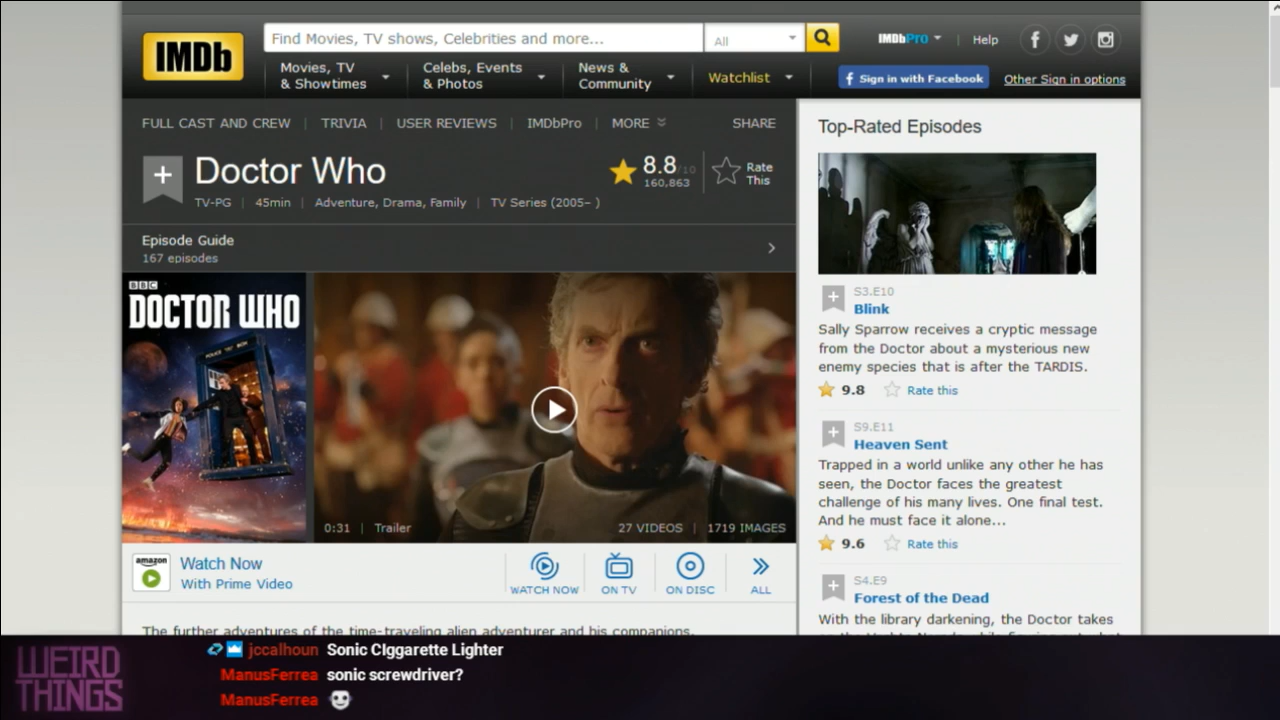 IMDb
Find Movies, TV shows, Celebrities and more...
All
IMDbPro
Help
Movies, TV
& Showtimes
Celebs, Events
& Photos
News &
Community
Watchlist
f Sign in with Facebook
Other Sign in options
FULL CAST AND CREW
TRIVIA
USER REVIEWS
IMDbPro
MORE
SHARE
Doctor Who
8.8/10
160,863
Rate
This
TV-PG | 45min | Adventure, Drama, Family | TV Series (2005– )
Episode Guide
167 episodes
BBC
DOCTOR WHO
POLICE BOX
0:31 | Trailer
27 VIDEOS | 1719 IMAGES
amazon
Watch Now
With Prime Video
WATCH NOW
ON TV
ON DISC
ALL
The further adventures of the time-traveling alien adventurer and his companions.
Top-Rated Episodes
S3.E10
Blink
Sally Sparrow receives a cryptic message
from the Doctor about a mysterious new
enemy species that is after the TARDIS.
9.8 Rate this
S9.E11
Heaven Sent
Trapped in a world unlike any other he has
seen, the Doctor faces the greatest
challenge of his many lives. One final test.
And he must face it alone...
9.6 Rate this
S4.E9
Forest of the Dead
With the library darkening, the Doctor takes
WEIRD
THINGS
jccalhoun Sonic CIggarette Lighter
ManusFerrea sonic screwdriver?
ManusFerrea